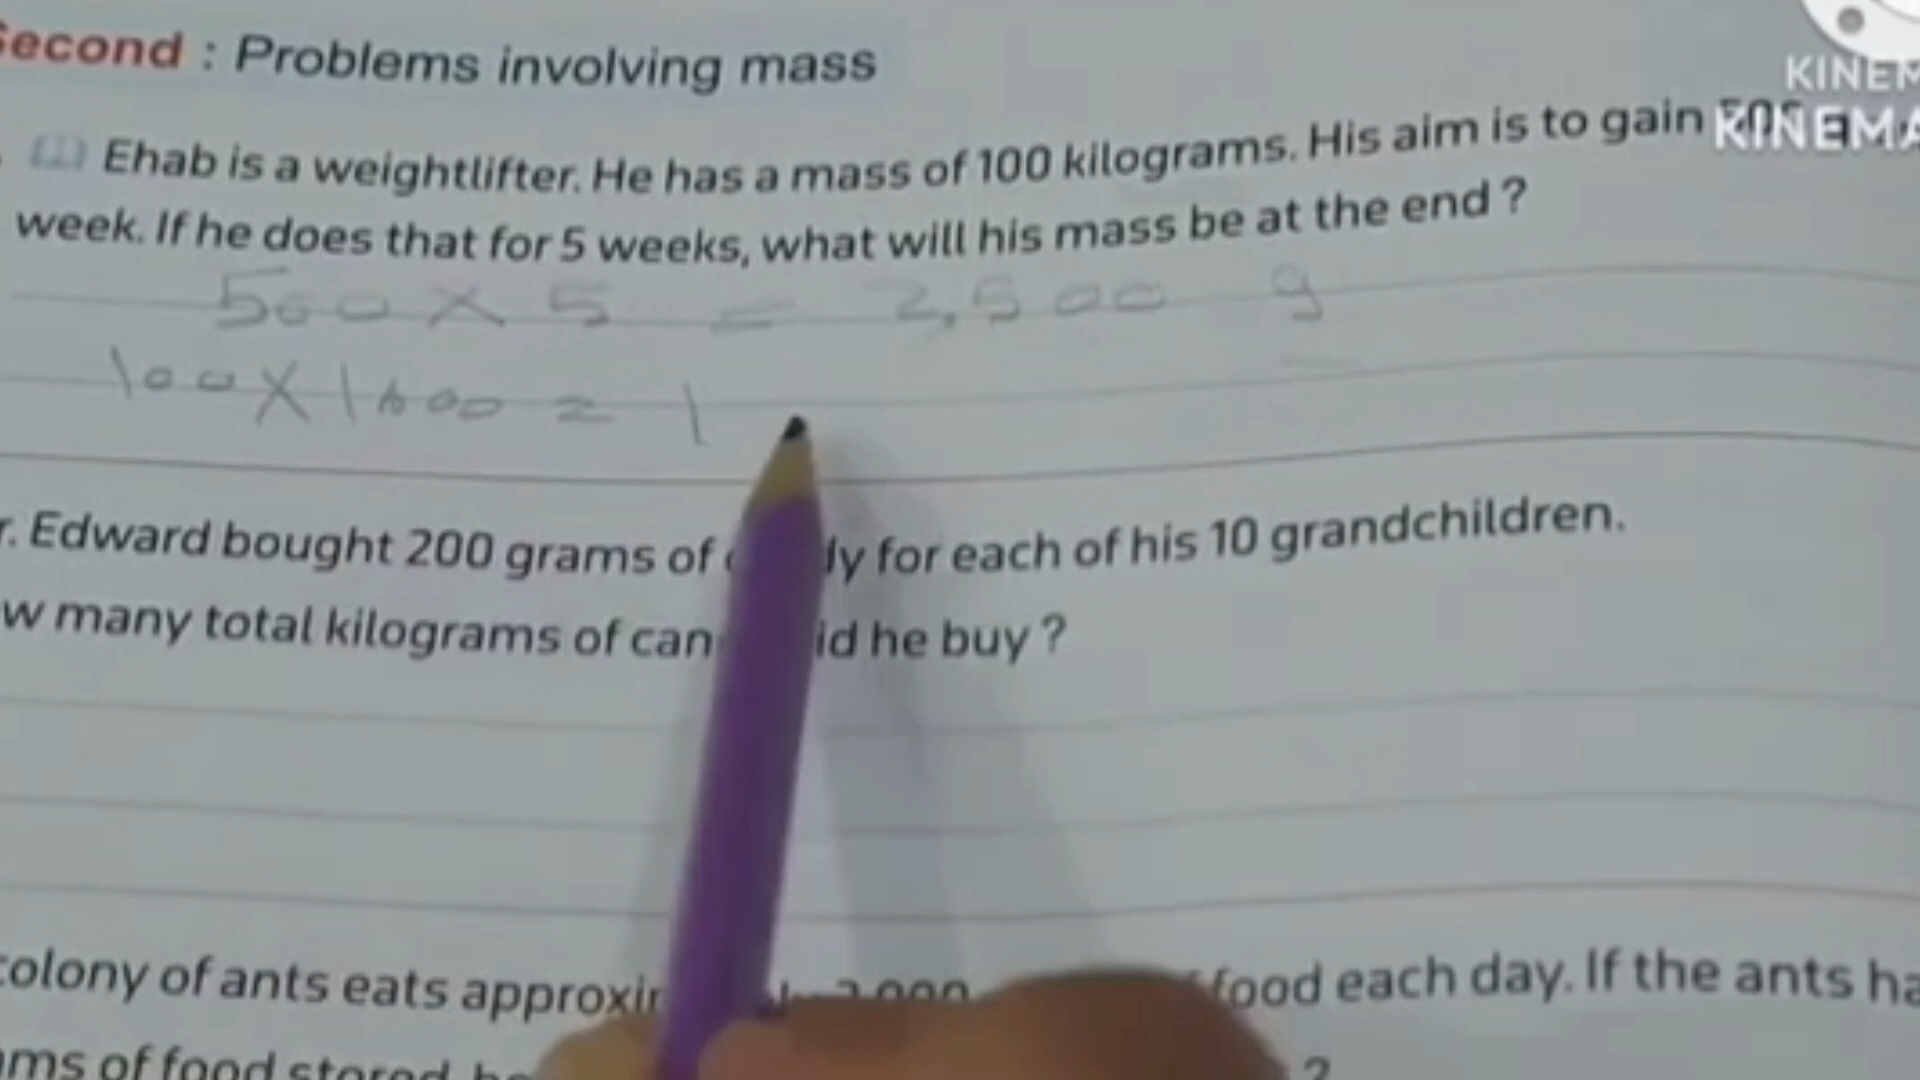 Second : Problems involving mass
KINEM
KINEMA
Ehab is a weightlifter. He has a mass of 100 kilograms. His aim is to gain
week. If he does that for 5 weeks, what will his mass be at the end ?
500 × 5 = 2,500 g
100 × 1000 = 1
r. Edward bought 200 grams of dy for each of his 10 grandchildren.
w many total kilograms of can id he buy ?
colony of ants eats approxi food each day. If the ants ha
ms of food stored, ?